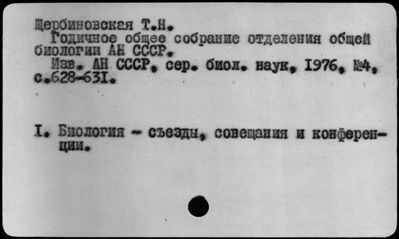 Щербиновская Т.Н.
Годичное общее собрание отделения общей
биологии АН СССР.
Изв. АН СССР, сер. биол. наук, 1976, №4,
с.628-631.
I. Биология - съезды, совещания и конферен-
ции.